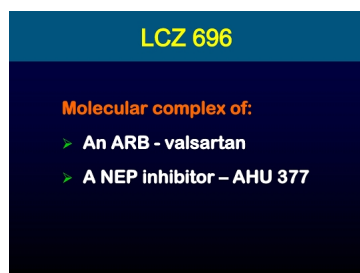 LCZ 696
Molecular complex of:
➢ An ARB - valsartan
➢ A NEP inhibitor – AHU 377